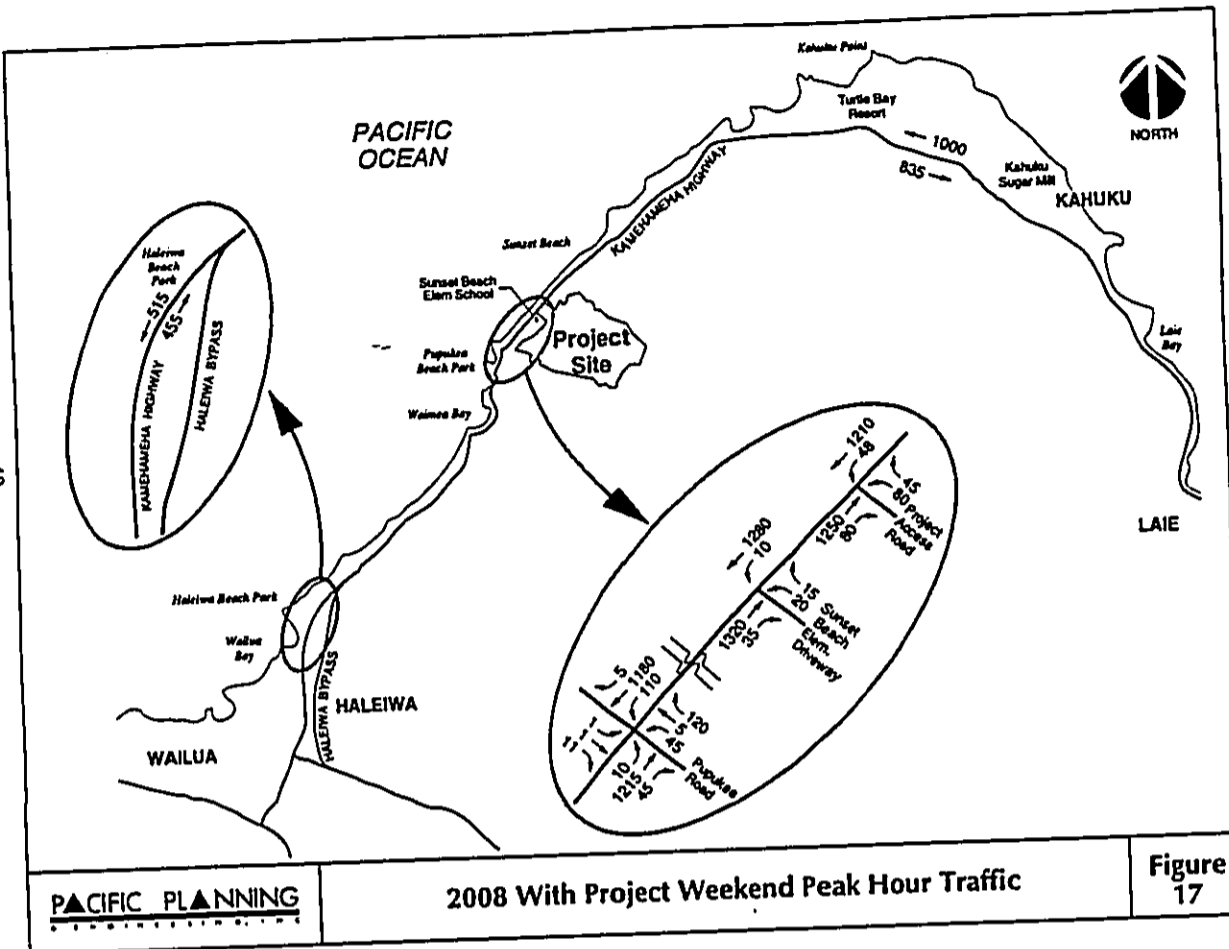 Kahuku Point
PACIFIC
OCEAN
Turtle Bay
Resort
NORTH
1000
835
Kahuku
Sugar Mill
KAHUKU
KAMEHAMEHA HIGHWAY
Sunset Beach
Sunset Beach
Elem School
Project
Site
Pupukea
Beach Park
Waimea Bay
Laie
Bay
LAIE
Haleiwa
Beach
Park
515
455
KAMEHAMEHA HIGHWAY
HALEIWA BYPASS
1210
48
45
80
Project
Access
Road
1250
80
1280
10
15
20
Sunset
Beach
Elem.
Driveway
1320
35
5
1180
110
120
5
45
Pupukea
Road
10
1215
45
Haleiwa Beach Park
Wailua
Bay
HALEIWA BYPASS
HALEIWA
WAILUA
PACIFIC PLANNING
2008 With Project Weekend Peak Hour Traffic
Figure
17